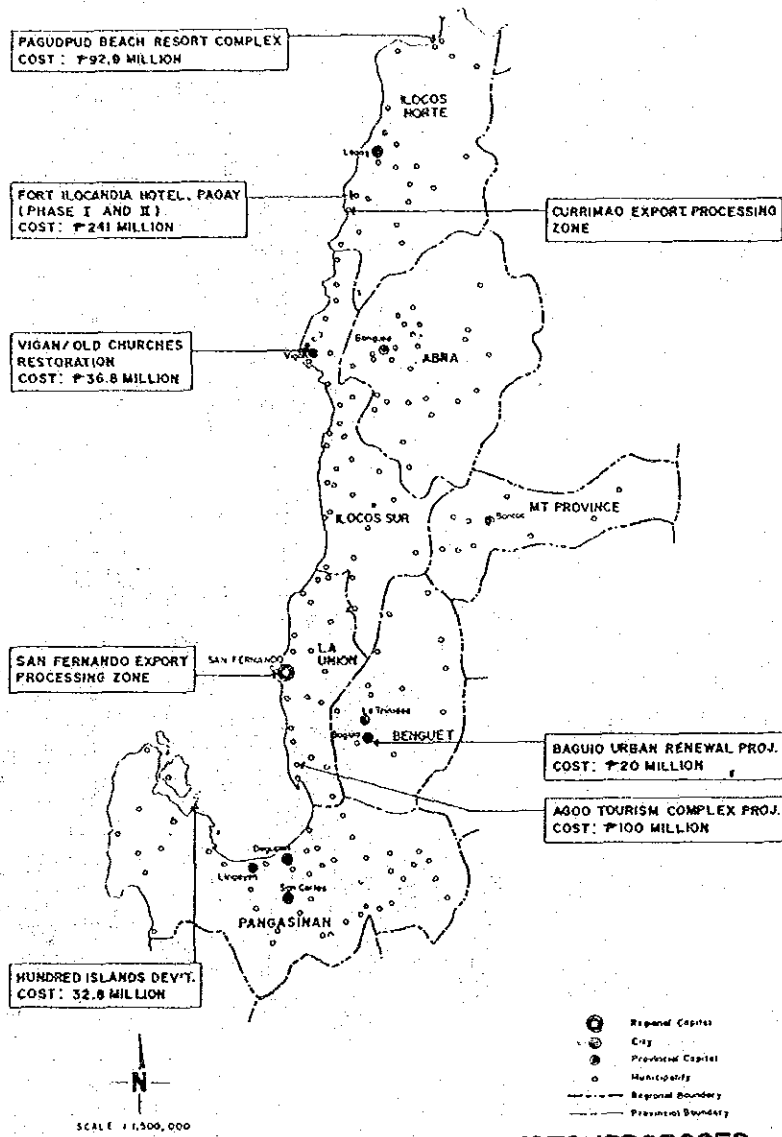 PAGUDPUD BEACH RESORT COMPLEX
COST: ₱92.9 MILLION
ILOCOS
NORTE
Laoag
FORT ILOCANDIA HOTEL, PAOAY
(PHASE I AND II)
COST: ₱241 MILLION
CURRIMAO EXPORT PROCESSING
ZONE
VIGAN/OLD CHURCHES
RESTORATION
COST: ₱36.8 MILLION
Vigan
Bangued
ABRA
ILOCOS SUR
MT PROVINCE
Bontoc
SAN FERNANDO EXPORT
PROCESSING ZONE
SAN FERNANDO
LA
UNION
La Trinidad
Baguio
BENGUET
BAGUIO URBAN RENEWAL PROJ.
COST: ₱20 MILLION
AGOO TOURISM COMPLEX PROJ.
COST: ₱100 MILLION
Dagupan
Lingayen
San Carlos
PANGASINAN
HUNDRED ISLANDS DEV'T.
COST: 32.8 MILLION
Regional Capital
City
Provincial Capital
Municipality
Regional Boundary
Provincial Boundary
N
SCALE 1:1,500,000